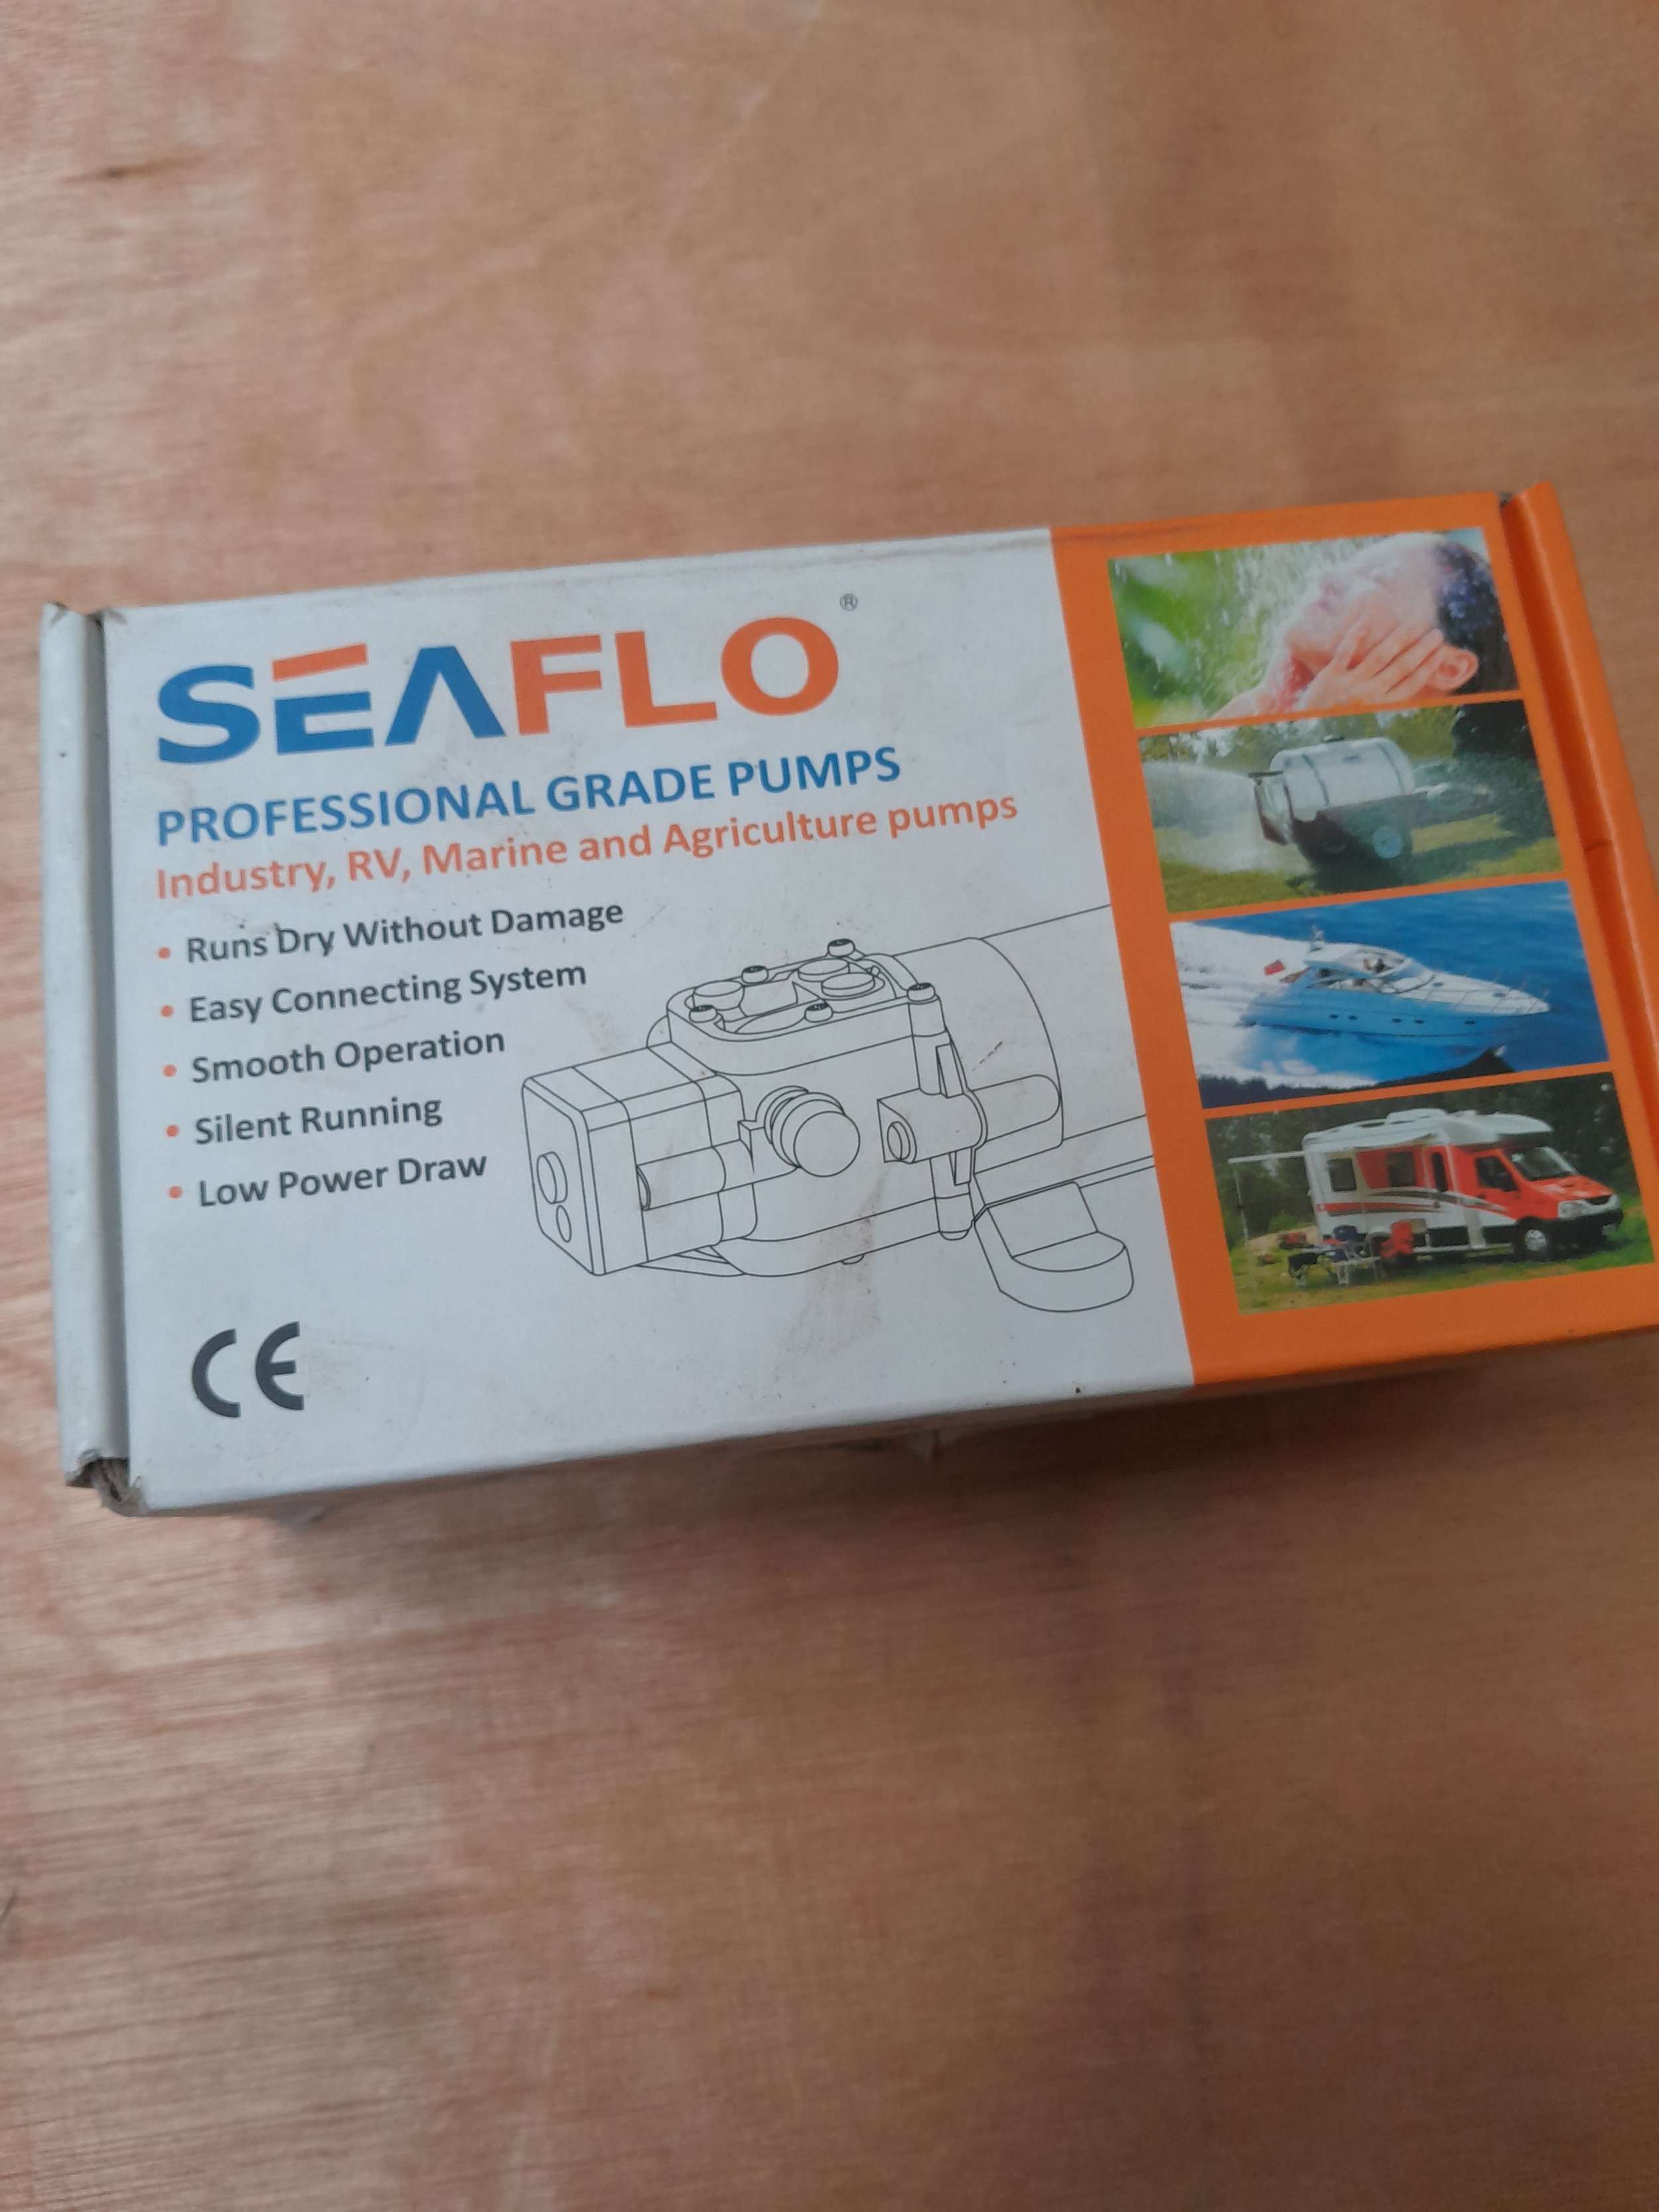 SEAFLO®
PROFESSIONAL GRADE PUMPS
Industry, RV, Marine and Agriculture pumps
• Runs Dry Without Damage
• Easy Connecting System
• Smooth Operation
• Silent Running
• Low Power Draw
CE